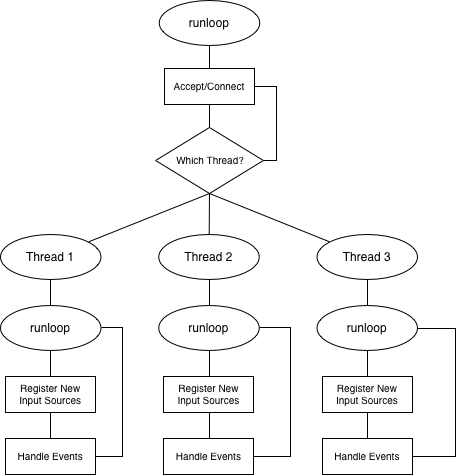 runloop
Accept/Connect
Which Thread?
Thread 1
Thread 2
Thread 3
runloop
runloop
runloop
Register New
Input Sources
Register New
Input Sources
Register New
Input Sources
Handle Events
Handle Events
Handle Events